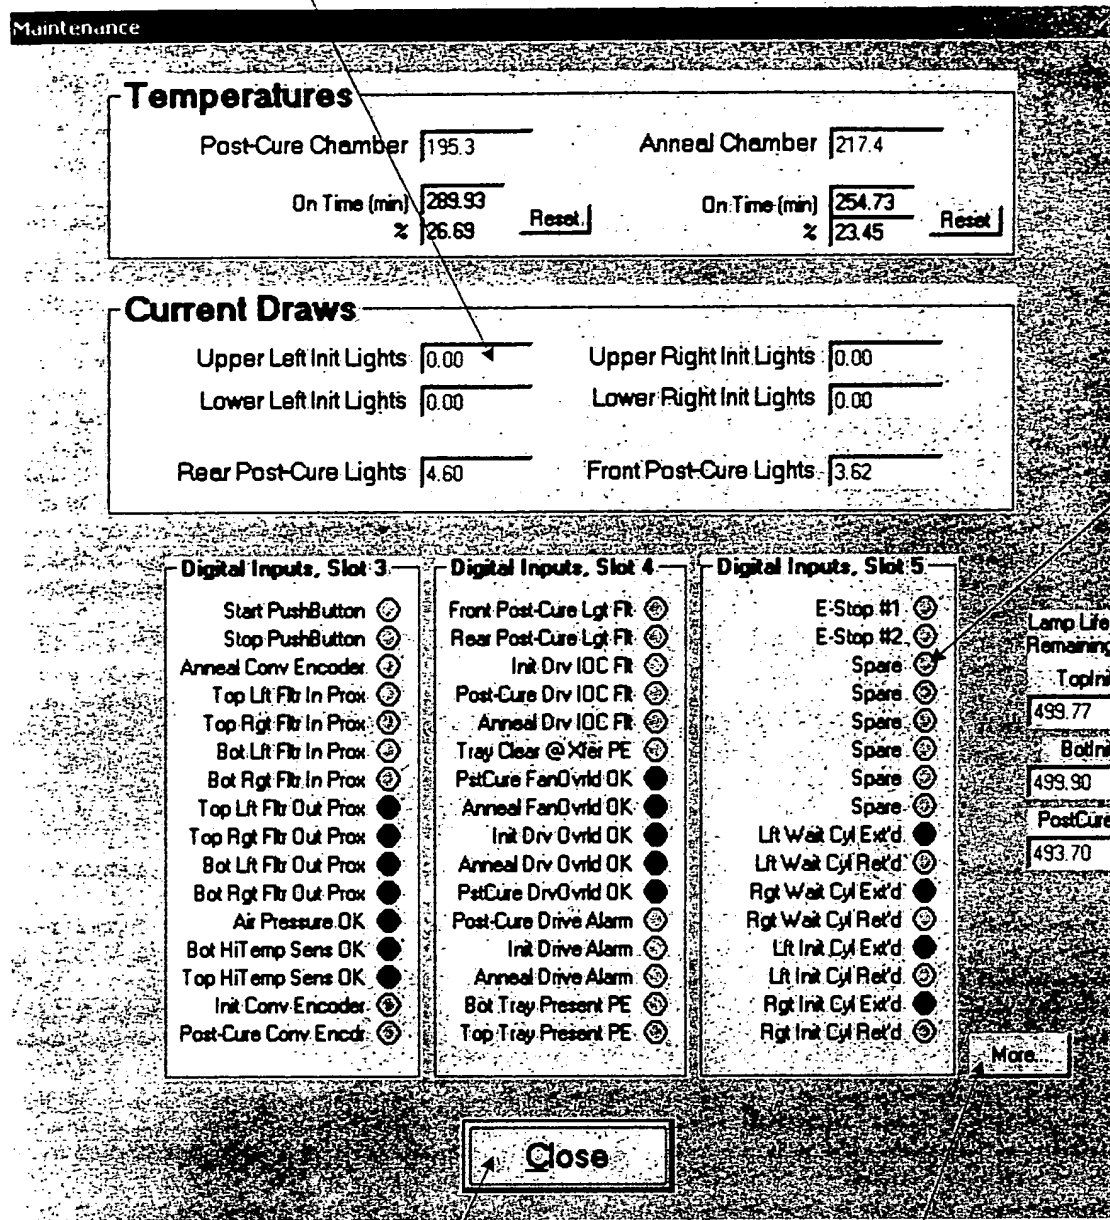 Maintenance
Temperatures
Post-Cure Chamber 195.3 Anneal Chamber 217.4
On Time (min) 289.93 Reset On Time (min) 254.73 Reset
% 26.69 % 23.45
Current Draws
Upper Left Init Lights 0.00 Upper Right Init Lights 0.00
Lower Left Init Lights 0.00 Lower Right Init Lights 0.00
Rear Post-Cure Lights 4.60 Front Post-Cure Lights 3.62
Digital Inputs, Slot 3
Start PushButton
Stop PushButton
Anneal Conv Encoder
Top Lft Fltr In Prox
Top Rgt Fltr In Prox
Bot Lft Fltr In Prox
Bot Rgt Fltr In Prox
Top Lft Fltr Out Prox
Top Rgt Fltr Out Prox
Bot Lft Fltr Out Prox
Bot Rgt Fltr Out Prox
Air Pressure OK
Bot HiTemp Sens OK
Top HiTemp Sens OK
Init Conv Encoder
Post-Cure Conv Encdr
Digital Inputs, Slot 4
Front Post-Cure Lgt Flt
Rear Post-Cure Lgt Flt
Init Drv IOC Flt
Post-Cure Drv IOC Flt
Anneal Drv IOC Flt
Tray Clear @ Xfer PE
PstCure FanOvrld OK
Anneal FanOvrld OK
Init Drv Ovrld OK
Anneal Drv Ovrld OK
PstCure DrvOvrld OK
Post-Cure Drive Alarm
Init Drive Alarm
Anneal Drive Alarm
Bot Tray Present PE
Top Tray Present PE
Digital Inputs, Slot 5
E-Stop #1
E-Stop #2
Spare
Spare
Spare
Spare
Spare
Spare
Lft Wait Cyl Ext'd
Lft Wait Cyl Ret'd
Rgt Wait Cyl Ext'd
Rgt Wait Cyl Ret'd
Lft Init Cyl Ext'd
Lft Init Cyl Ret'd
Rgt Init Cyl Ext'd
Rgt Init Cyl Ret'd
Lamp Life
Remaining
TopIni
499.77
BotIni
499.90
PostCure
493.70
More....
Close